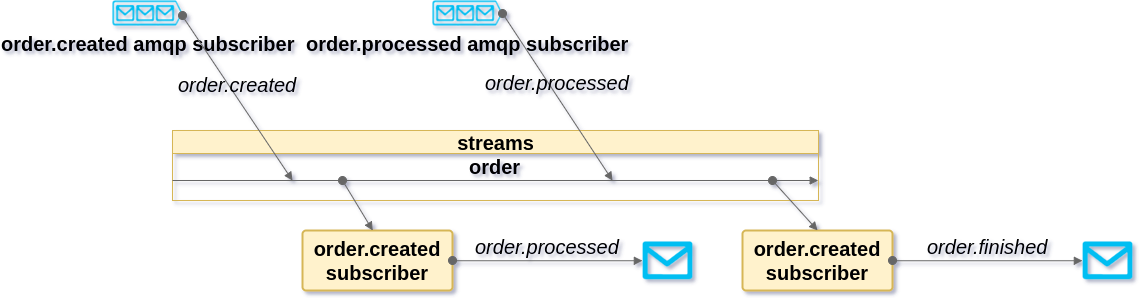 order.created amqp subscriber
order.processed amqp subscriber
order.created
order.processed
streams
order
order.created
subscriber
order.processed
order.created
subscriber
order.finished